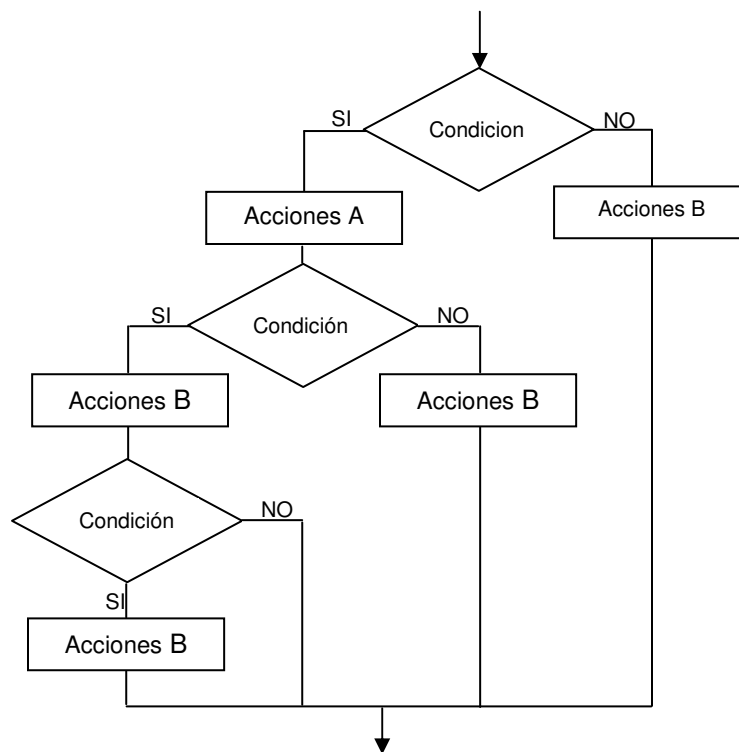 Condicion
SI
NO
Acciones A
Acciones B
Condición
SI
NO
Acciones B
Acciones B
Condición
NO
SI
Acciones B